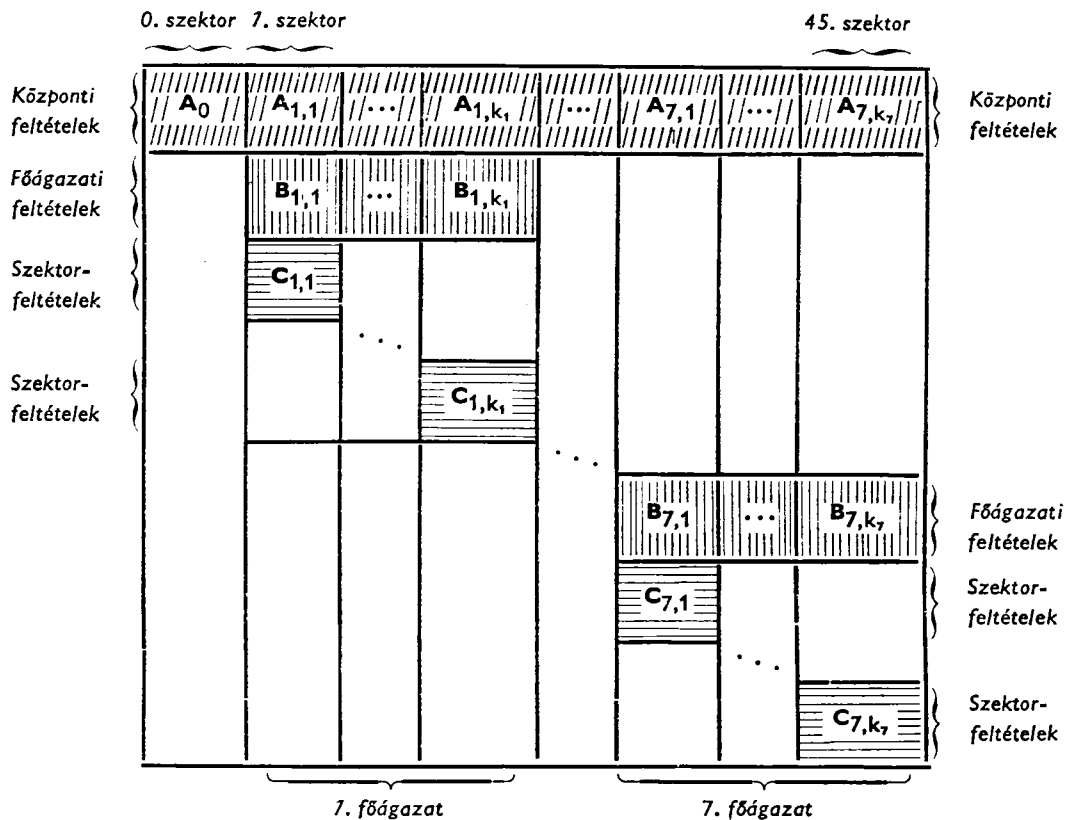 0. szektor 1. szektor 45. szektor
Központi
feltételek
A0 A1,1 ... A1,k1 ... A7,1 ... A7,k7
Központi
feltételek
Főágazati
feltételek
B1,1 ... B1,k1
Szektor-
feltételek
C1,1
...
Szektor-
feltételek
C1,k1
...
B7,1 ... B7,k7
Főágazati
feltételek
C7,1
Szektor-
feltételek
...
C7,k7
Szektor-
feltételek
1. főágazat 7. főágazat